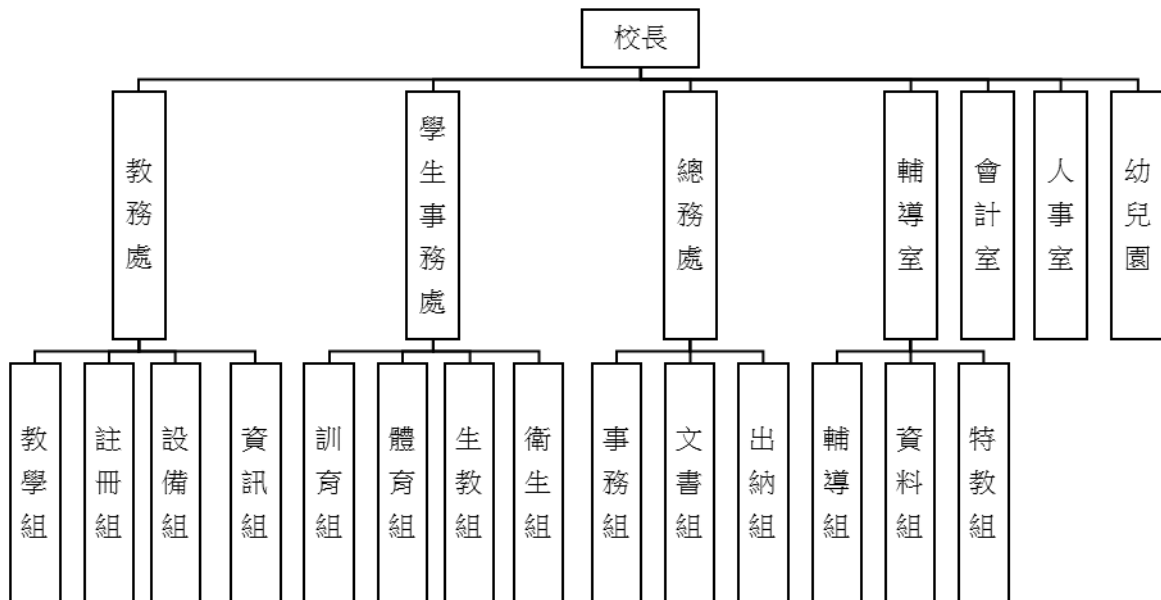 校長
教務處
學生事務處
總務處
輔導室
會計室
人事室
幼兒園
教學組
註冊組
設備組
資訊組
訓育組
體育組
生教組
衛生組
事務組
文書組
出納組
輔導組
資料組
特教組